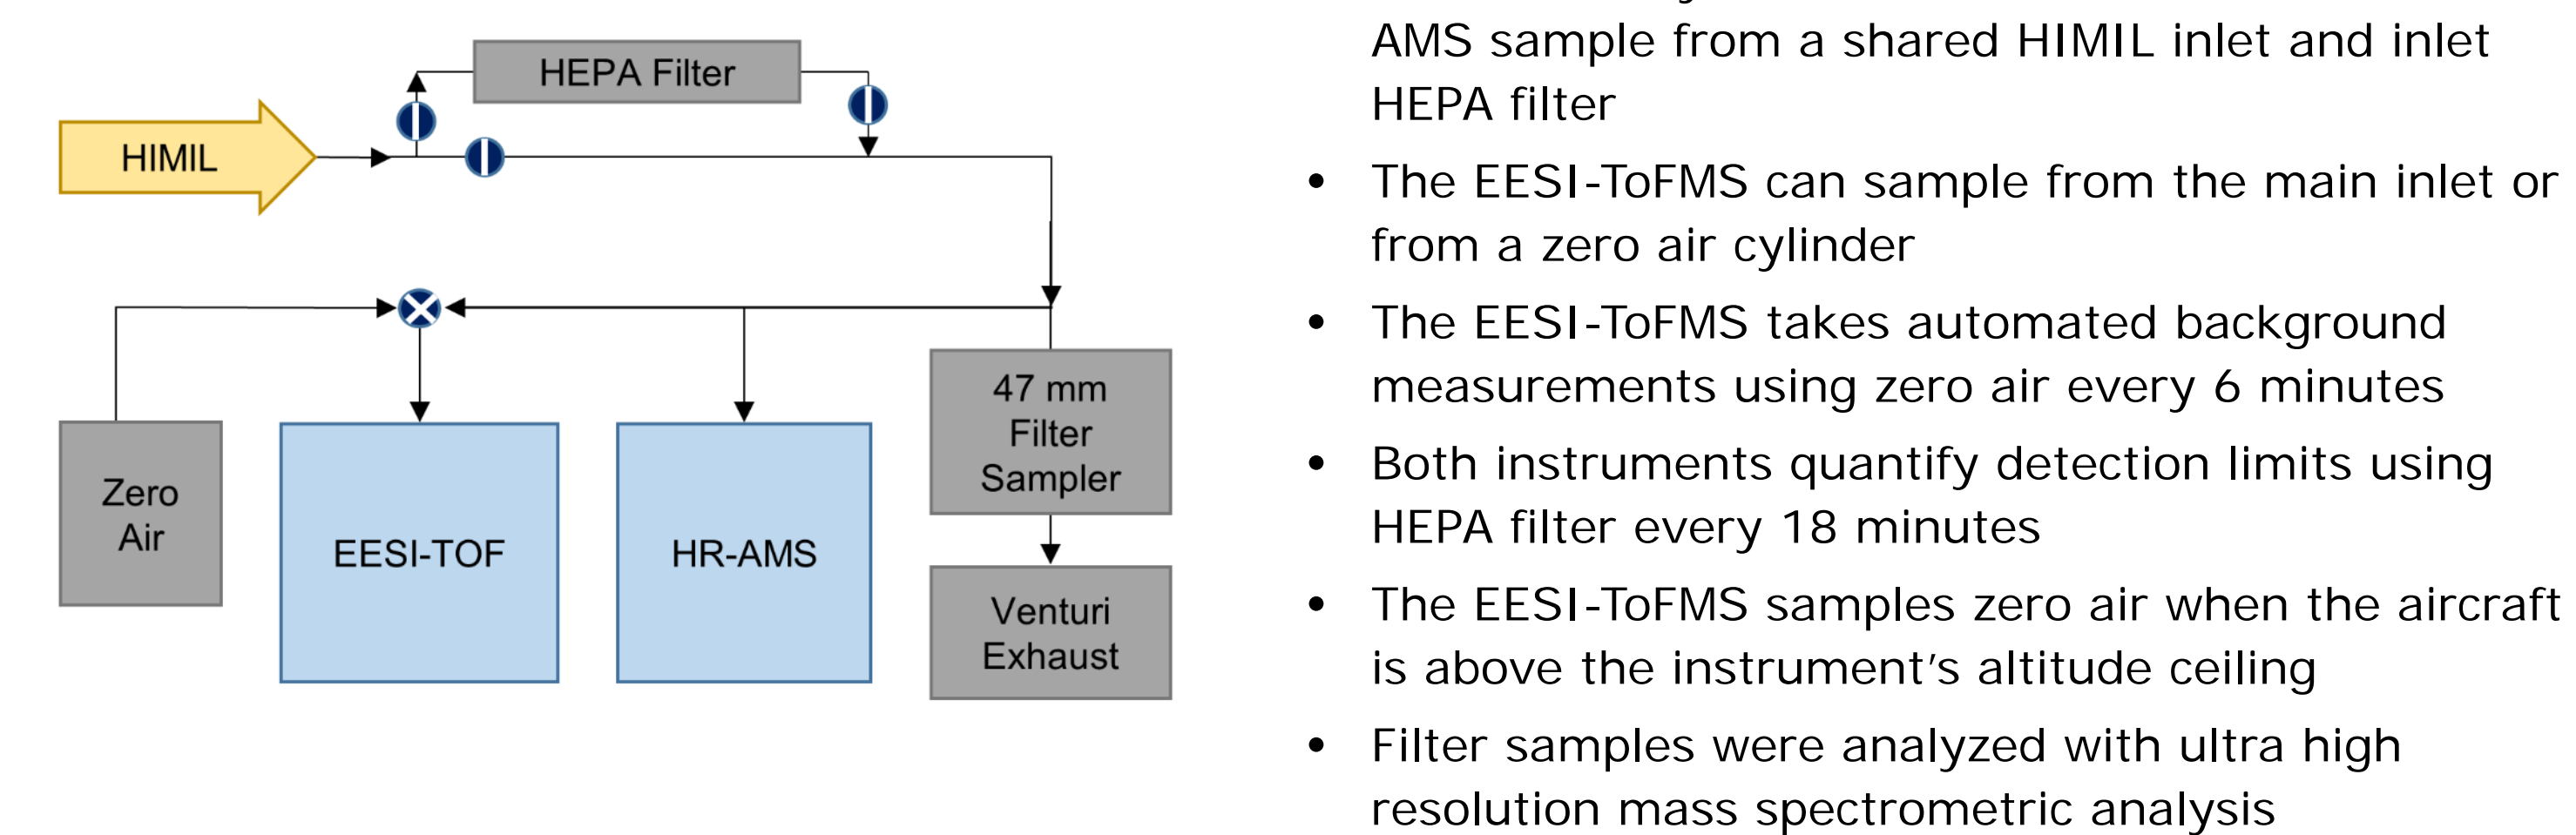 HEPA Filter
HIMIL
Zero
Air
EESI-TOF
HR-AMS
47 mm
Filter
Sampler
Venturi
Exhaust
AMS sample from a shared HIMIL inlet and inlet
HEPA filter
• The EESI-ToFMS can sample from the main inlet or
from a zero air cylinder
• The EESI-ToFMS takes automated background
measurements using zero air every 6 minutes
• Both instruments quantify detection limits using
HEPA filter every 18 minutes
• The EESI-ToFMS samples zero air when the aircraft
is above the instrument’s altitude ceiling
• Filter samples were analyzed with ultra high
resolution mass spectrometric analysis